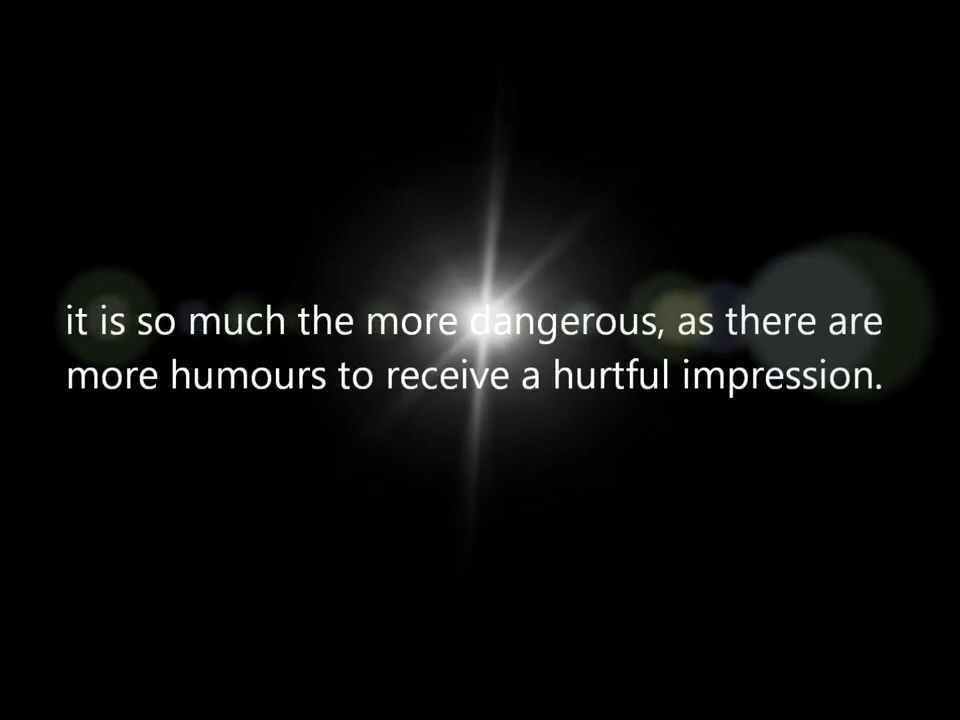 it is so much the more dangerous, as there are
more humours to receive a hurtful impression.